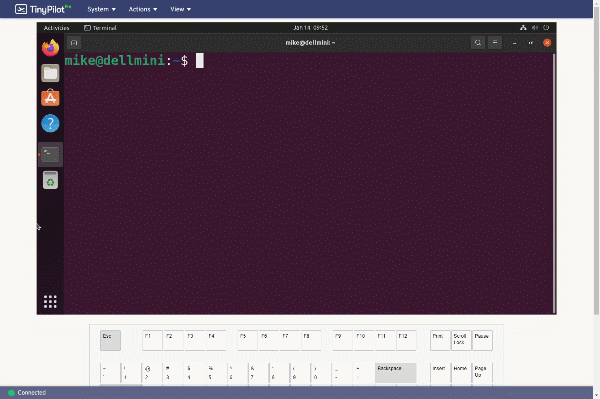 TinyPilot
System Actions View
Activities Terminal Jan 14 09:52
mike@dellmini: ~
mike@dellmini:~$
Esc F1 F2 F3 F4 F5 F6 F7 F8 F9 F10 F11 F12 Print Scroll Lock Pause
~ ! @ # $ % ^ & * ( ) _ + Backspace Insert Home Page Up
` 1 2 3 4 5 6 7 8 9 0 - =
Connected